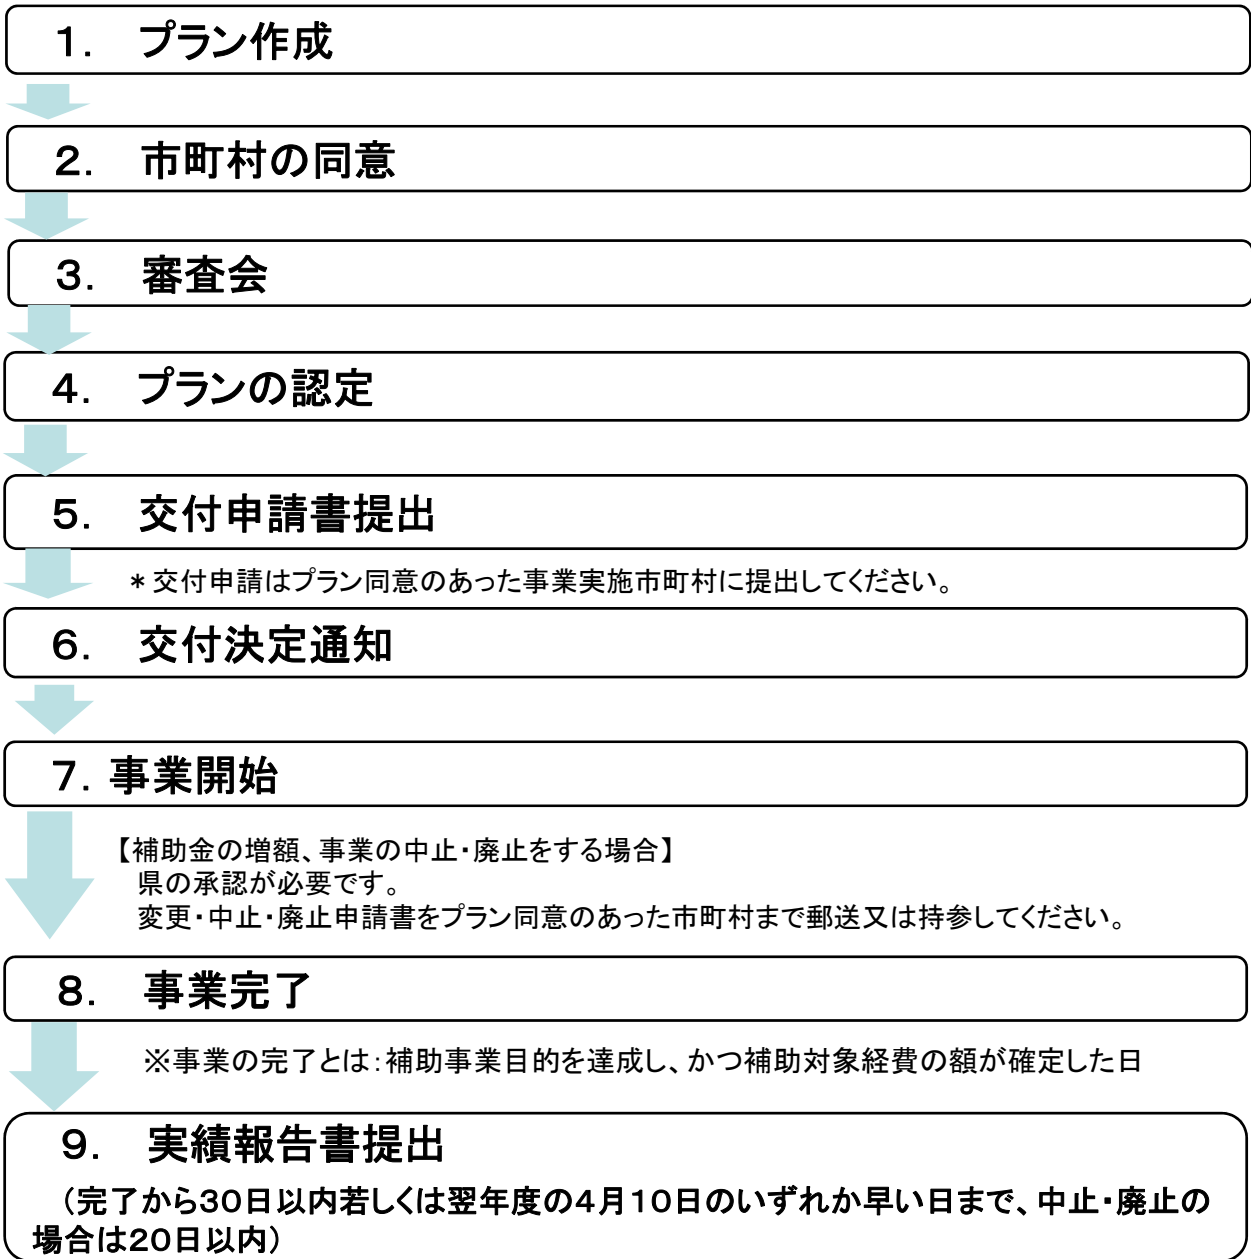 １．　プラン作成
２．　市町村の同意
３．　審査会
４．　プランの認定
５．　交付申請書提出
＊交付申請はプラン同意のあった事業実施市町村に提出してください。
６．　交付決定通知
７．事業開始
【補助金の増額、事業の中止・廃止をする場合】
県の承認が必要です。
変更・中止・廃止申請書をプラン同意のあった市町村まで郵送又は持参してください。
８．　事業完了
※事業の完了とは：補助事業目的を達成し、かつ補助対象経費の額が確定した日
９．　実績報告書提出
（完了から３０日以内若しくは翌年度の４月１０日のいずれか早い日まで、中止・廃止の
場合は２０日以内）